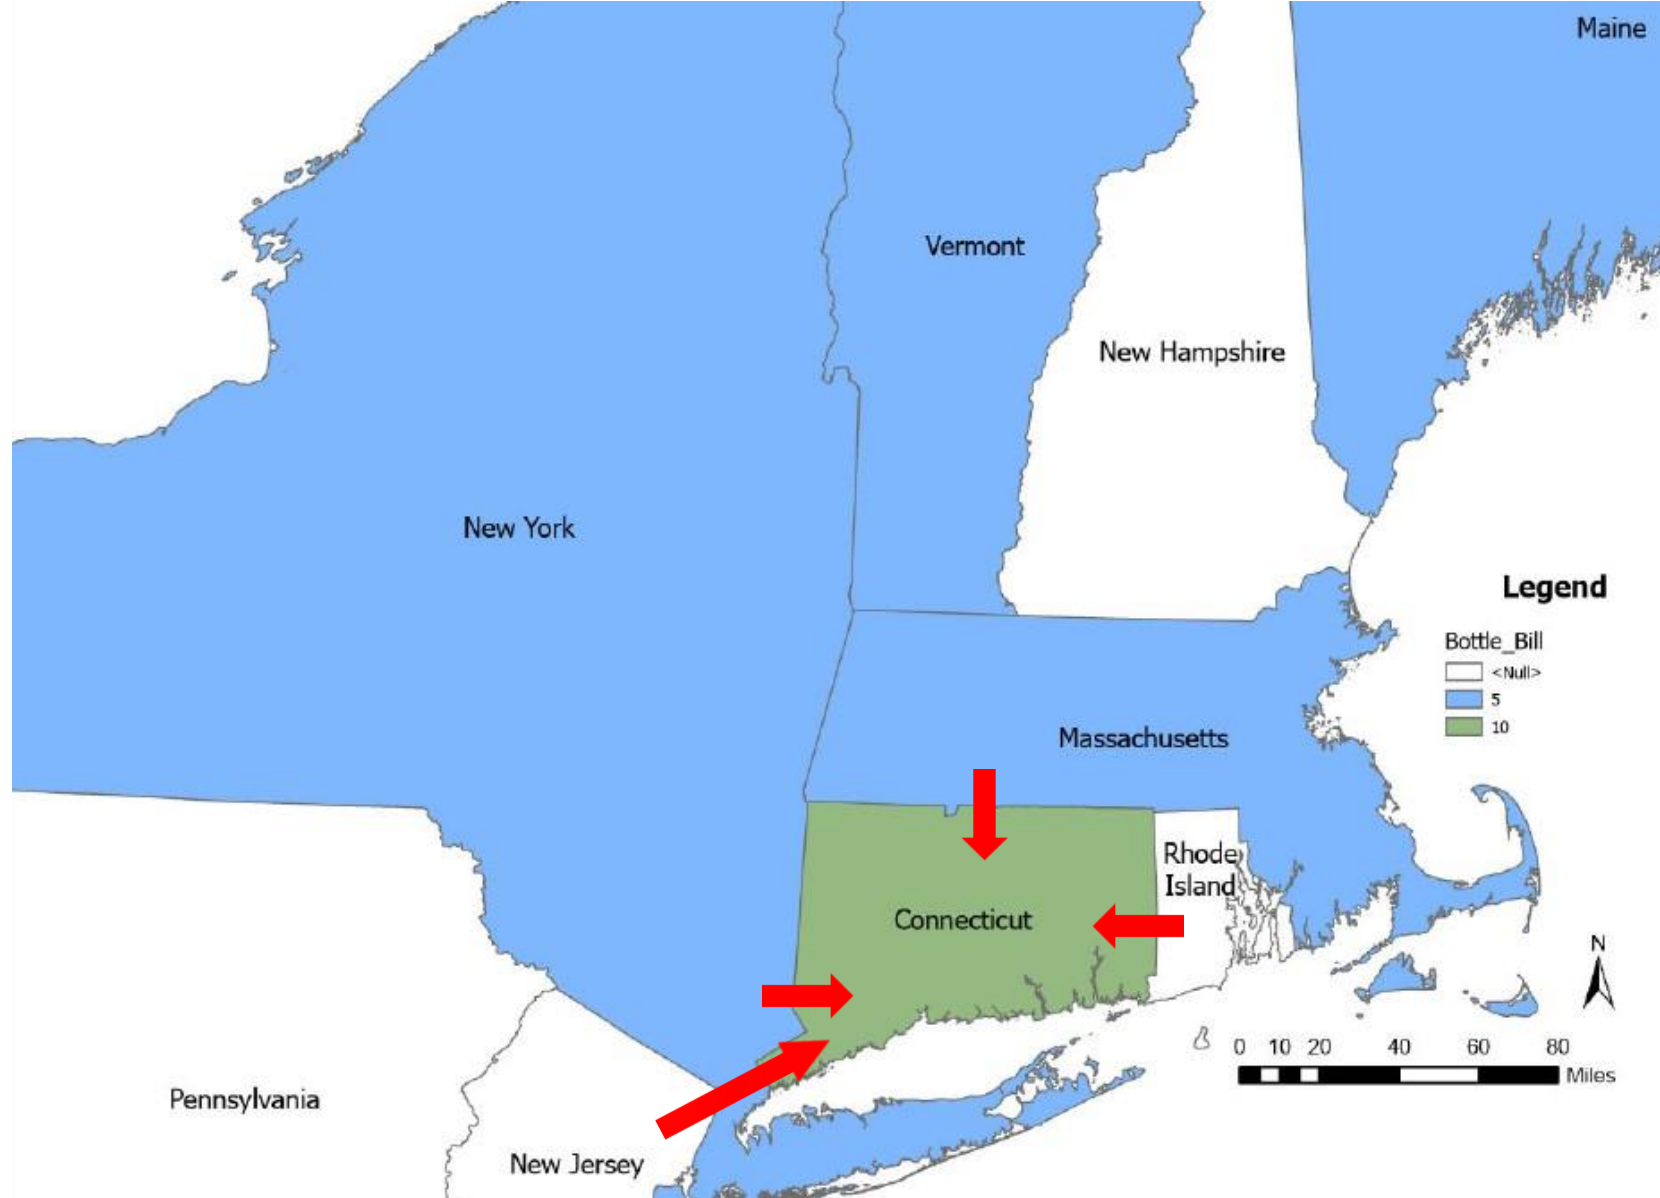 Maine
Vermont
New Hampshire
New York
Legend
Bottle_Bill
<Null>
5
10
Massachusetts
Rhode
Island
Connecticut
N
0 10 20 40 60 80
Miles
Pennsylvania
New Jersey